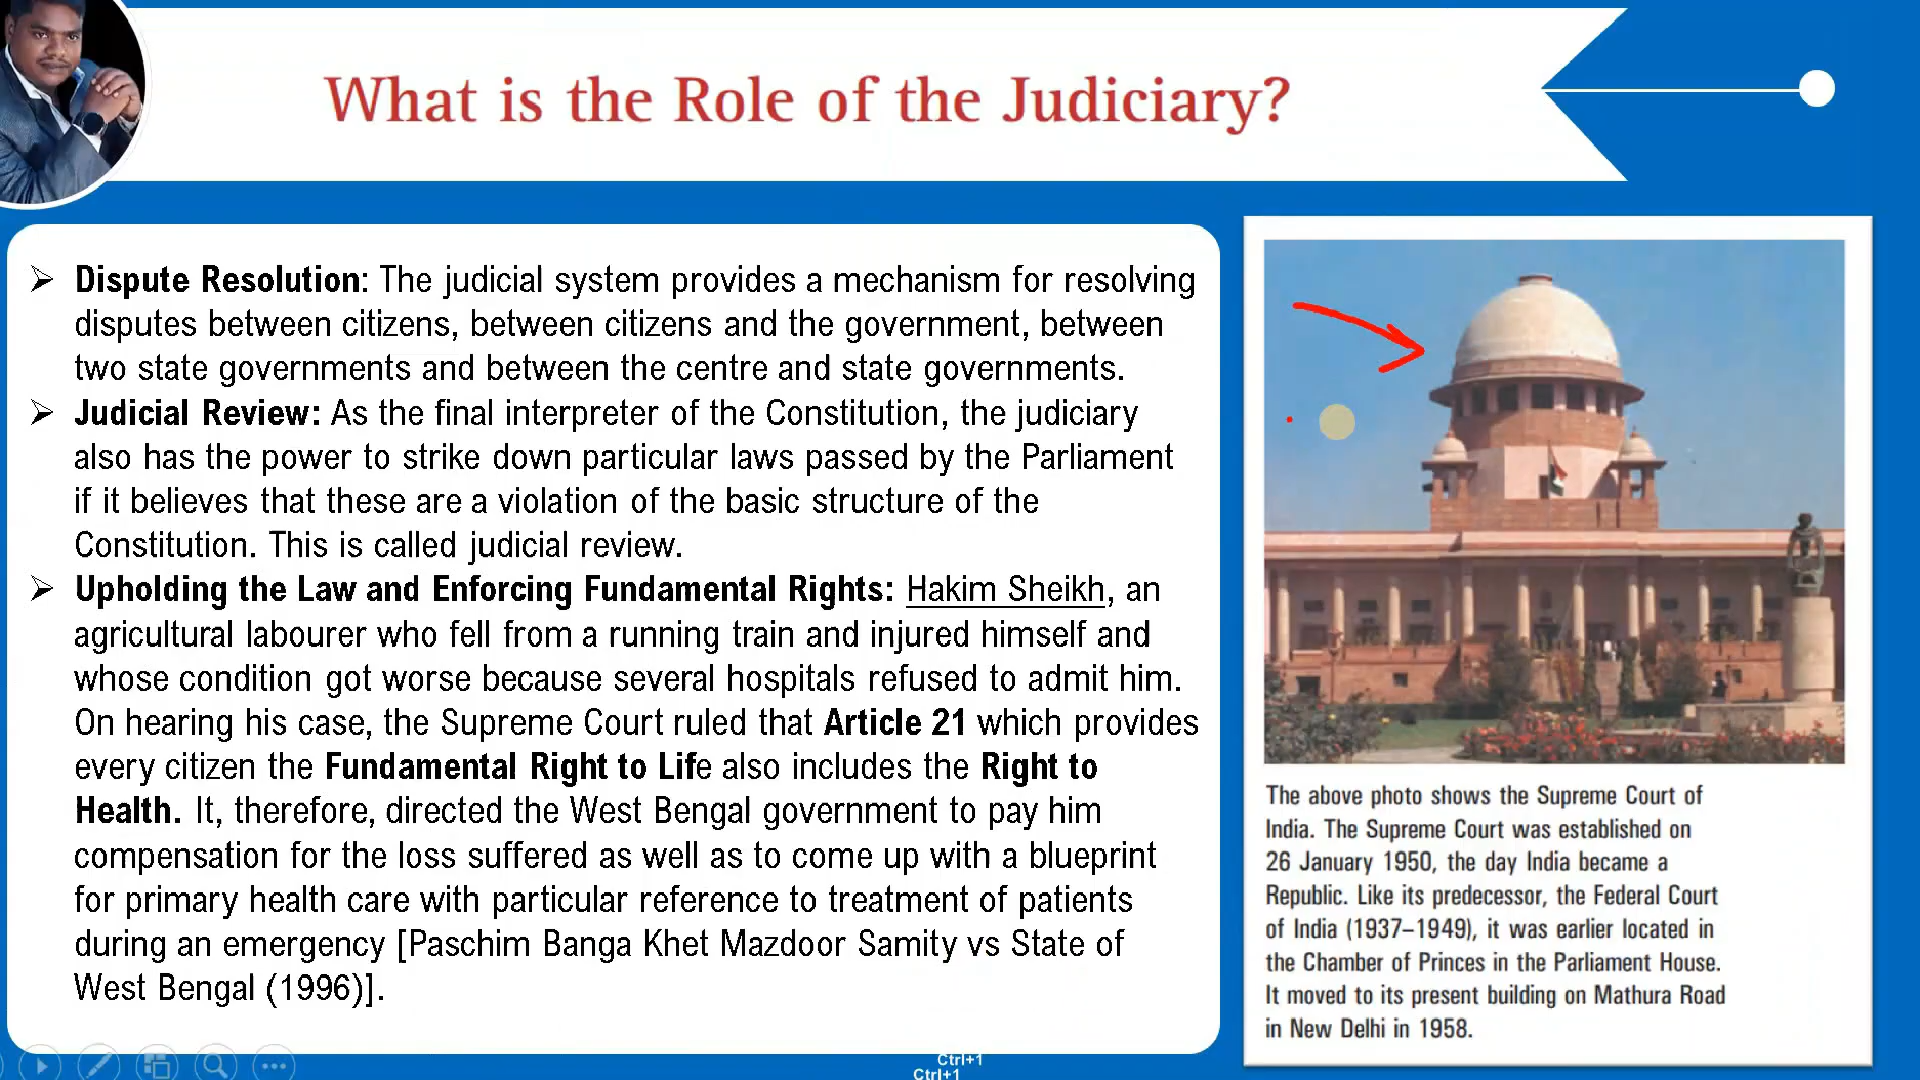 What is the Role of the Judiciary?
➢ Dispute Resolution: The judicial system provides a mechanism for resolving
disputes between citizens, between citizens and the government, between
two state governments and between the centre and state governments.
➢ Judicial Review: As the final interpreter of the Constitution, the judiciary
also has the power to strike down particular laws passed by the Parliament
if it believes that these are a violation of the basic structure of the
Constitution. This is called judicial review.
➢ Upholding the Law and Enforcing Fundamental Rights: Hakim Sheikh, an
agricultural labourer who fell from a running train and injured himself and
whose condition got worse because several hospitals refused to admit him.
On hearing his case, the Supreme Court ruled that Article 21 which provides
every citizen the Fundamental Right to Life also includes the Right to
Health. It, therefore, directed the West Bengal government to pay him
compensation for the loss suffered as well as to come up with a blueprint
for primary health care with particular reference to treatment of patients
during an emergency [Paschim Banga Khet Mazdoor Samity vs State of
West Bengal (1996)].
The above photo shows the Supreme Court of
India. The Supreme Court was established on
26 January 1950, the day India became a
Republic. Like its predecessor, the Federal Court
of India (1937–1949), it was earlier located in
the Chamber of Princes in the Parliament House.
It moved to its present building on Mathura Road
in New Delhi in 1958.
Ctrl+1
Ctrl+1